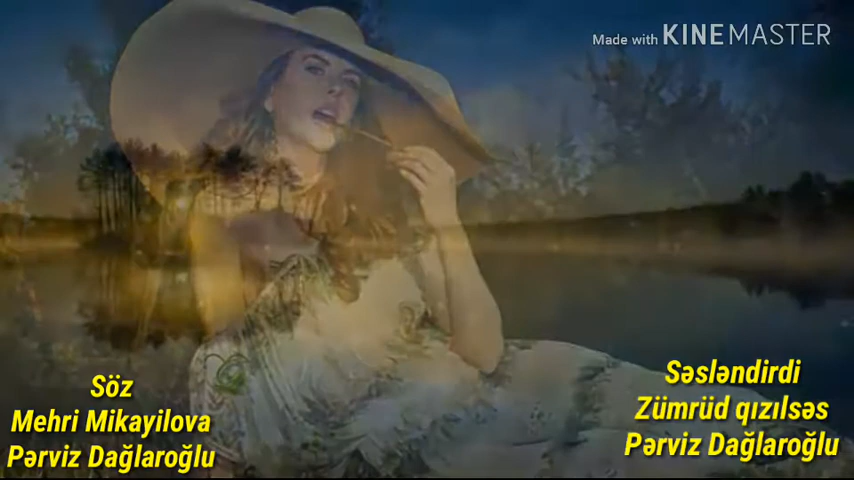 Made with KINEMASTER
Söz
Mehri Mikayilova
Pərviz Dağlaroğlu
Səsləndirdi
Zümrüd qızılsəs
Pərviz Dağlaroğlu